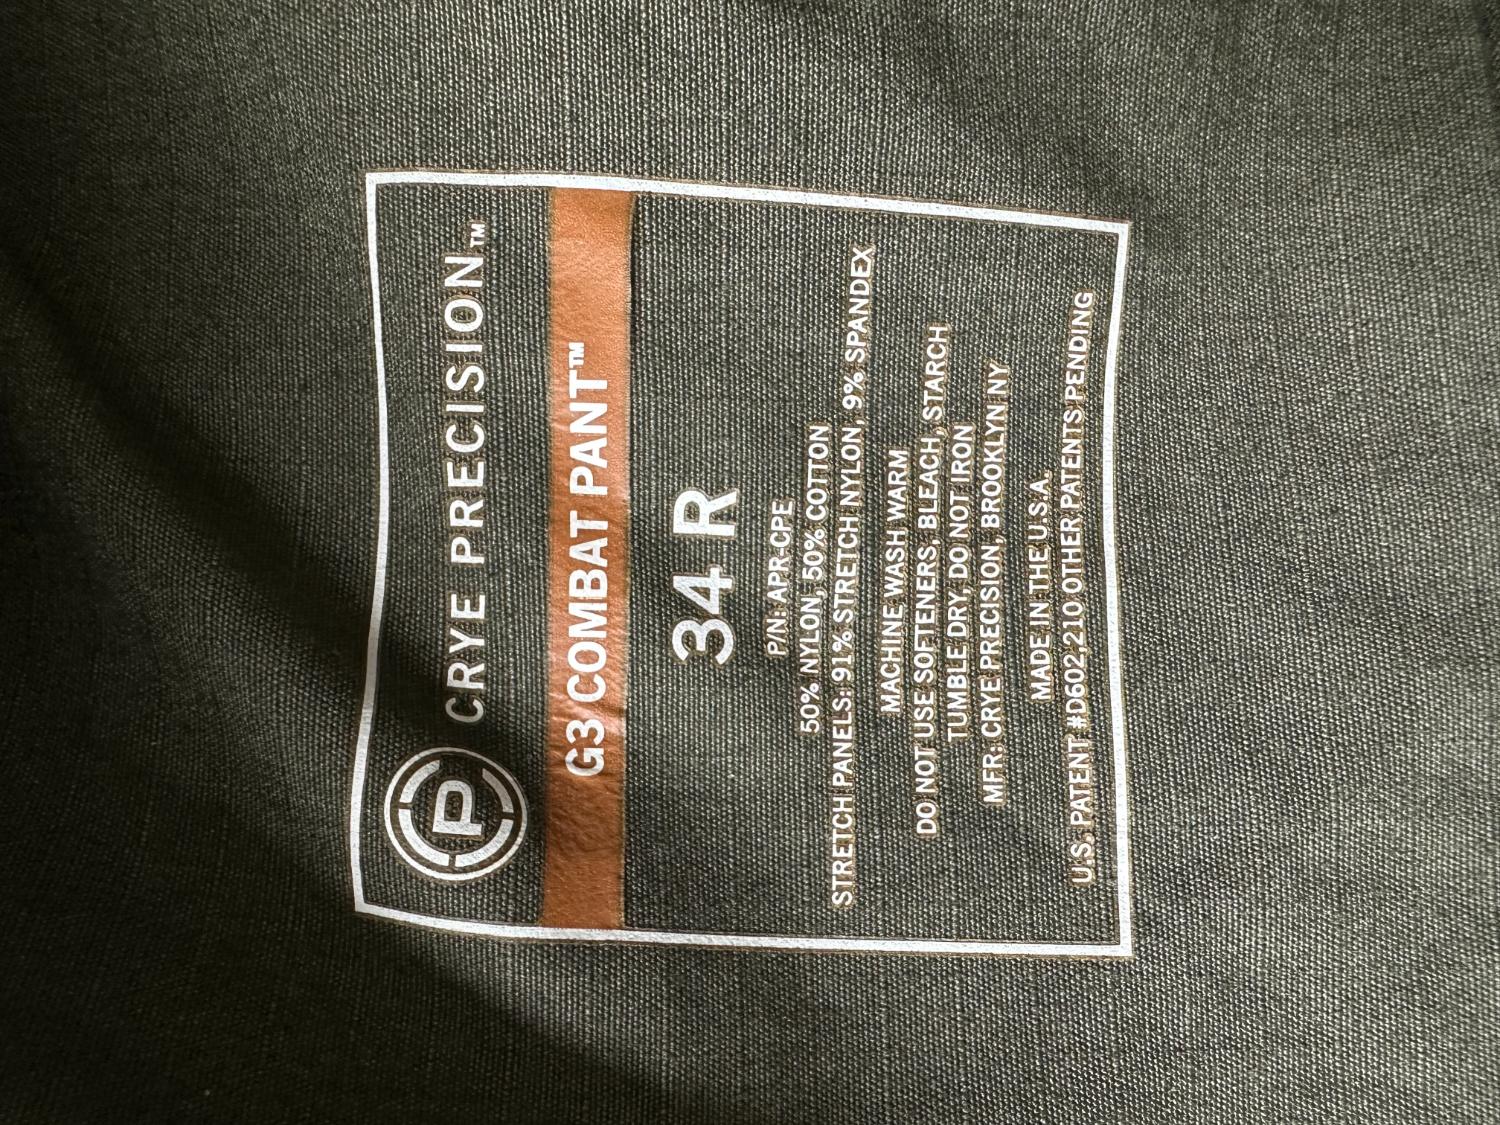 P CRYE PRECISION™
G3 COMBAT PANT™
34 R
P/N: APR-CPE
50% NYLON, 50% COTTON
STRETCH PANELS: 91% STRETCH NYLON, 9% SPANDEX
MACHINE WASH WARM
DO NOT USE SOFTENERS, BLEACH, STARCH
TUMBLE DRY, DO NOT IRON
MFR: CRYE PRECISION, BROOKLYN NY
MADE IN THE U.S.A.
U.S. PATENT #D602,210 OTHER PATENTS PENDING